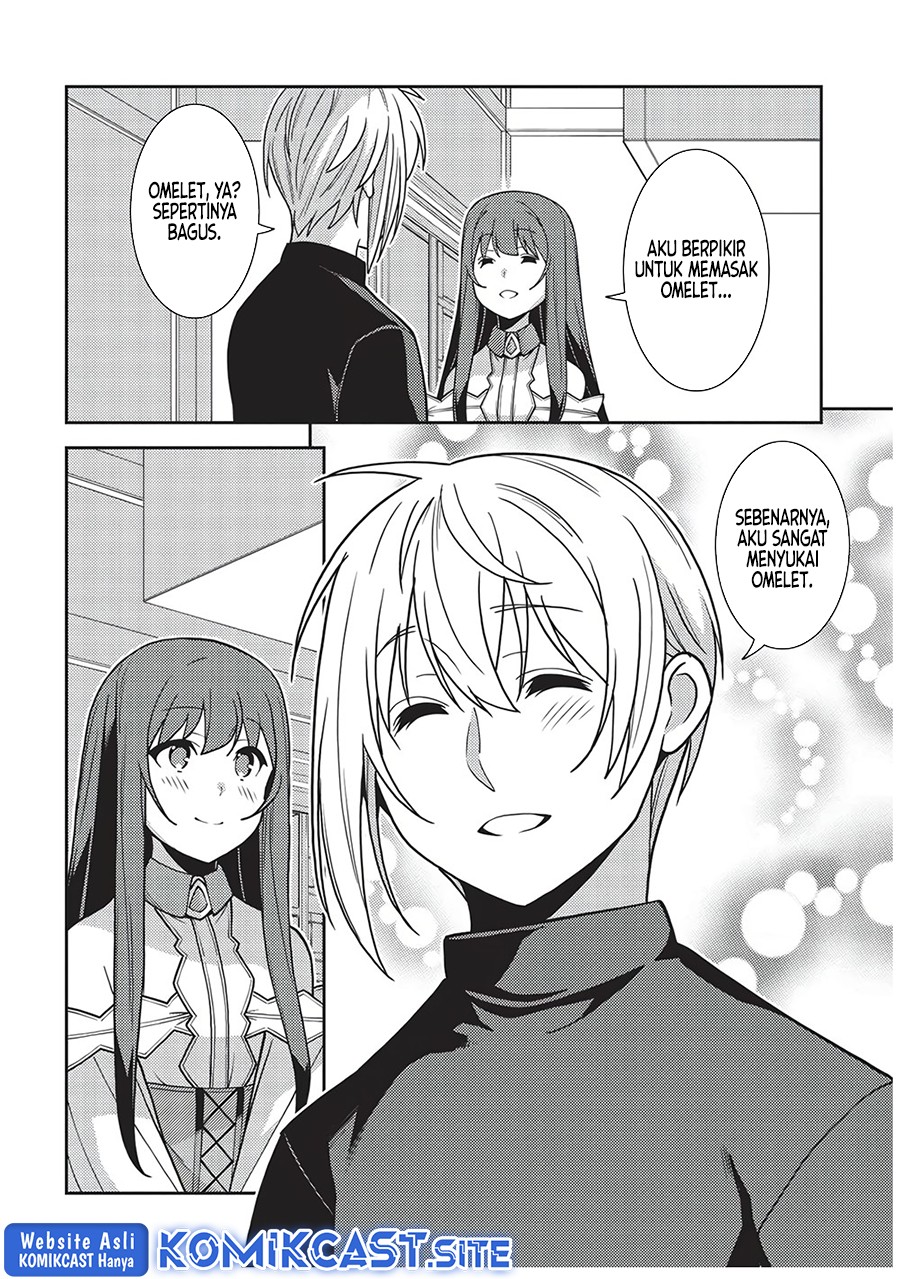 AKU BERPIKIR
UNTUK MEMASAK
OMELET...
OMELET, YA?
SEPERTINYA
BAGUS.
SEBENARNYA,
AKU SANGAT
MENYUKAI
OMELET.
Website Asli
KOMIKCAST Hanya
KOMIKCAST.SITE